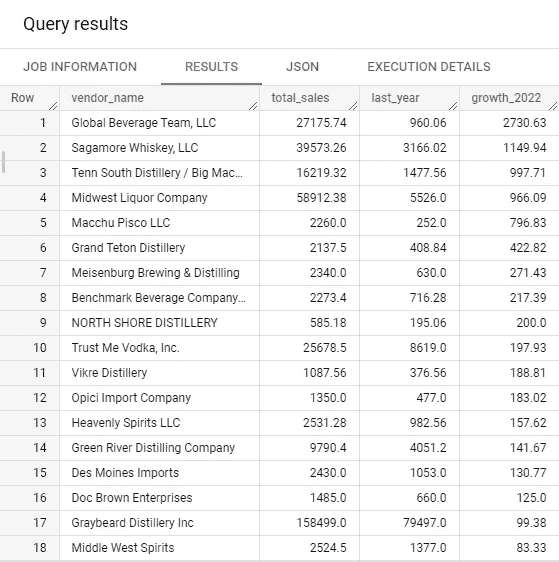 Query results
JOB INFORMATION RESULTS JSON EXECUTION DETAILS
Row vendor_name total_sales last_year growth_2022
1 Global Beverage Team, LLC 27175.74 960.06 2730.63
2 Sagamore Whiskey, LLC 39573.26 3166.02 1149.94
3 Tenn South Distillery / Big Mac... 16219.32 1477.56 997.71
4 Midwest Liquor Company 58912.38 5526.0 966.09
5 Macchu Pisco LLC 2260.0 252.0 796.83
6 Grand Teton Distillery 2137.5 408.84 422.82
7 Meisenburg Brewing & Distilling 2340.0 630.0 271.43
8 Benchmark Beverage Company... 2273.4 716.28 217.39
9 NORTH SHORE DISTILLERY 585.18 195.06 200.0
10 Trust Me Vodka, Inc. 25678.5 8619.0 197.93
11 Vikre Distillery 1087.56 376.56 188.81
12 Opici Import Company 1350.0 477.0 183.02
13 Heavenly Spirits LLC 2531.28 982.56 157.62
14 Green River Distilling Company 9790.4 4051.2 141.67
15 Des Moines Imports 2430.0 1053.0 130.77
16 Doc Brown Enterprises 1485.0 660.0 125.0
17 Graybeard Distillery Inc 158499.0 79497.0 99.38
18 Middle West Spirits 2524.5 1377.0 83.33